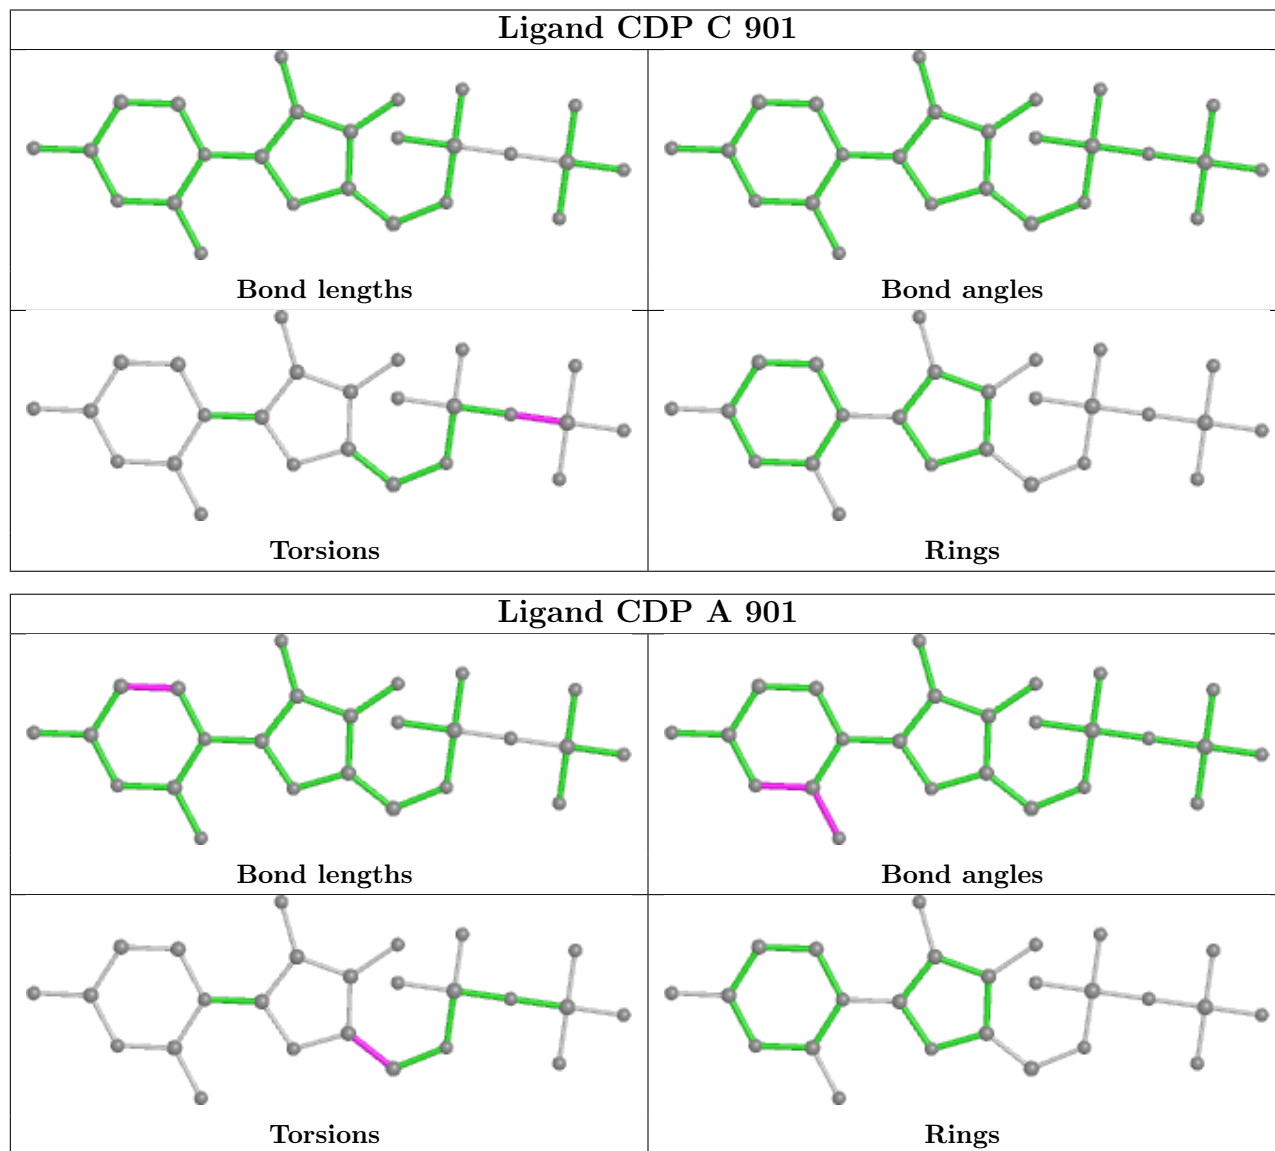 Ligand CDP C 901
Bond lengths
Bond angles
Torsions
Rings
Ligand CDP A 901
Bond lengths
Bond angles
Torsions
Rings